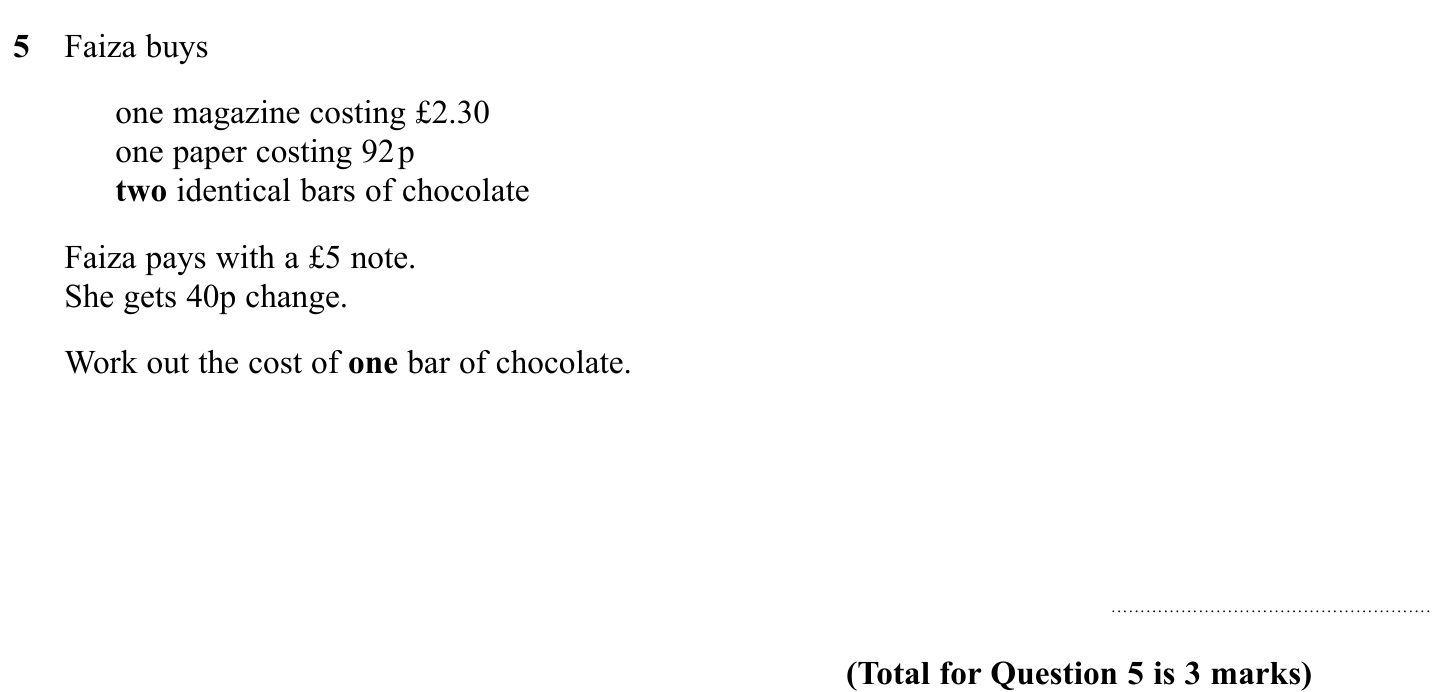 5 Faiza buys
one magazine costing £2.30
one paper costing 92p
two identical bars of chocolate
Faiza pays with a £5 note.
She gets 40p change.
Work out the cost of one bar of chocolate.
.......................................................
(Total for Question 5 is 3 marks)